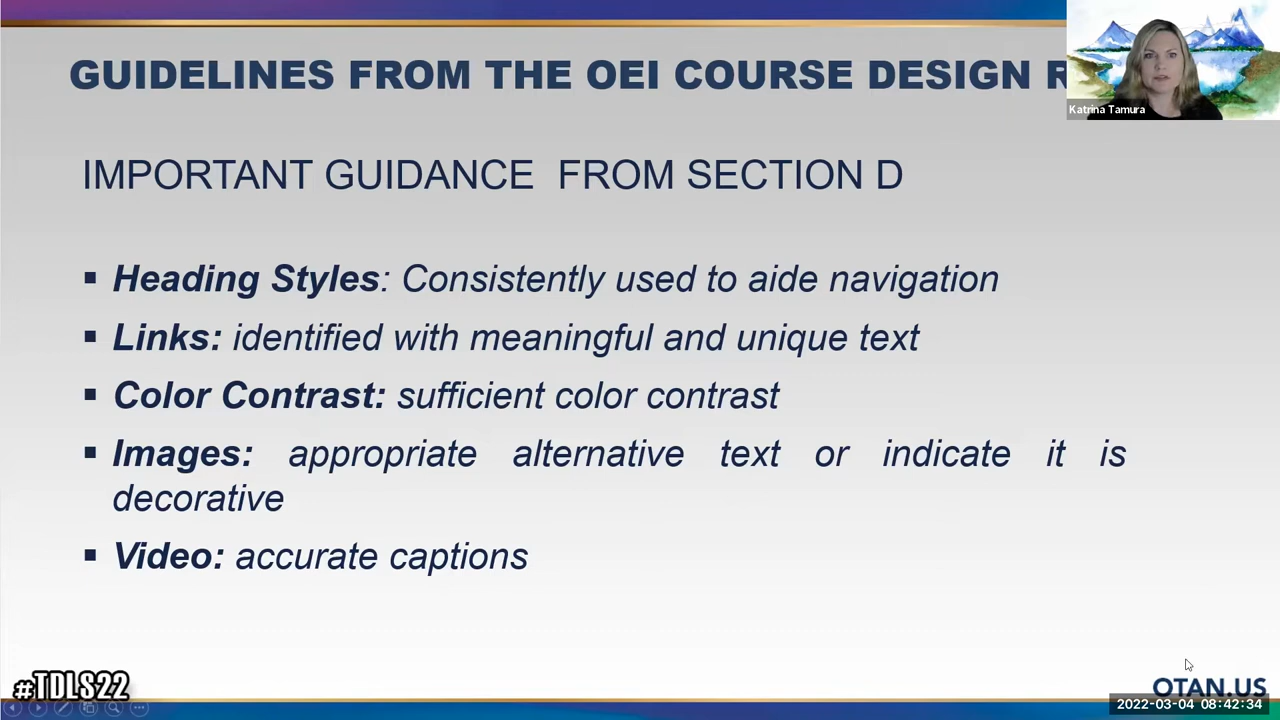 GUIDELINES FROM THE OEI COURSE DESIGN
Katrina Tamura
IMPORTANT GUIDANCE FROM SECTION D
▪ Heading Styles: Consistently used to aide navigation
▪ Links: identified with meaningful and unique text
▪ Color Contrast: sufficient color contrast
▪ Images: appropriate alternative text or indicate it is
decorative
▪ Video: accurate captions
#TDLS22
OTAN.US
2022-03-04 08:42:34